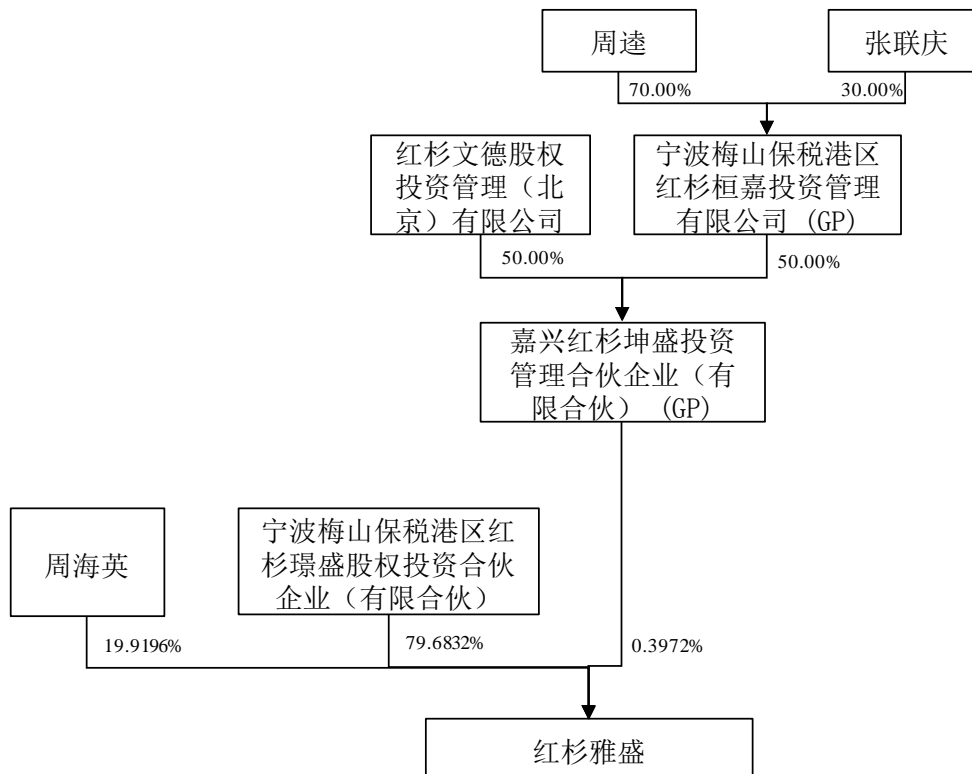 周逵
张联庆
70.00%
30.00%
红杉文德股权
投资管理（北
京）有限公司
宁波梅山保税港区
红杉桓嘉投资管理
有限公司 (GP)
50.00%
50.00%
嘉兴红杉坤盛投资
管理合伙企业（有
限合伙） (GP)
周海英
宁波梅山保税港区红
杉璟盛股权投资合伙
企业（有限合伙）
19.9196%
79.6832%
0.3972%
红杉雅盛